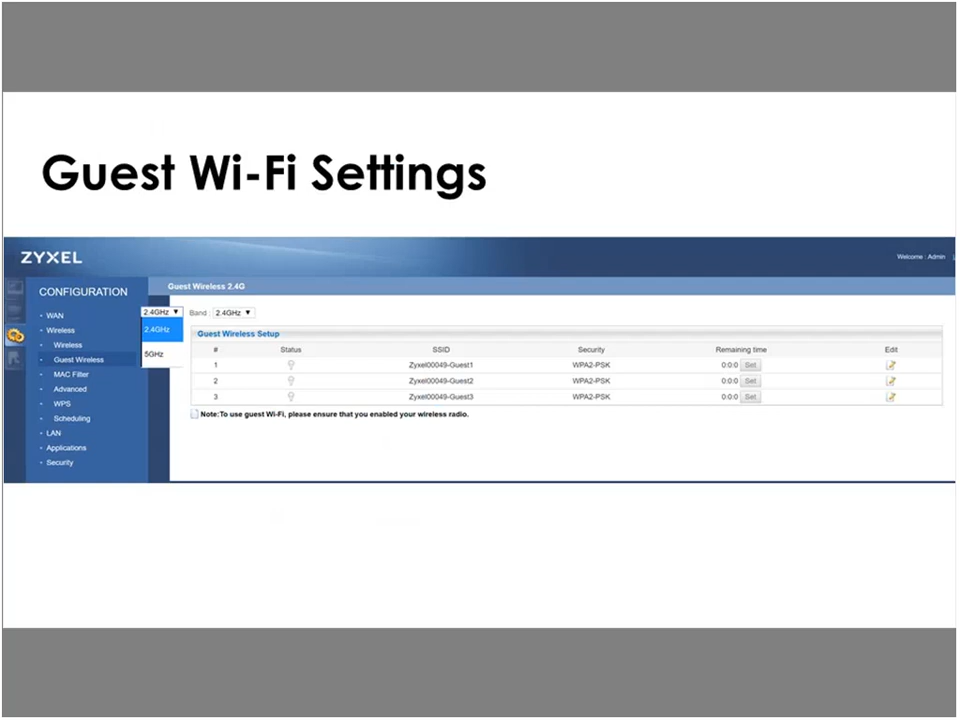 Guest Wi-Fi Settings
ZYXEL
Welcome : Admin
CONFIGURATION
Guest Wireless 2.4G
WAN
Wireless
Wireless
Guest Wireless
MAC Filter
Advanced
WPS
Scheduling
LAN
Applications
Security
2.4GHz ▼
2.4GHz
5GHz
Band : 2.4GHz ▼
Guest Wireless Setup
# Status SSID Security Remaining time Edit
1 Zyxel00049-Guest1 WPA2-PSK 0:0:0 Set
2 Zyxel00049-Guest2 WPA2-PSK 0:0:0 Set
3 Zyxel00049-Guest3 WPA2-PSK 0:0:0 Set
Note:To use guest Wi-Fi, please ensure that you enabled your wireless radio.